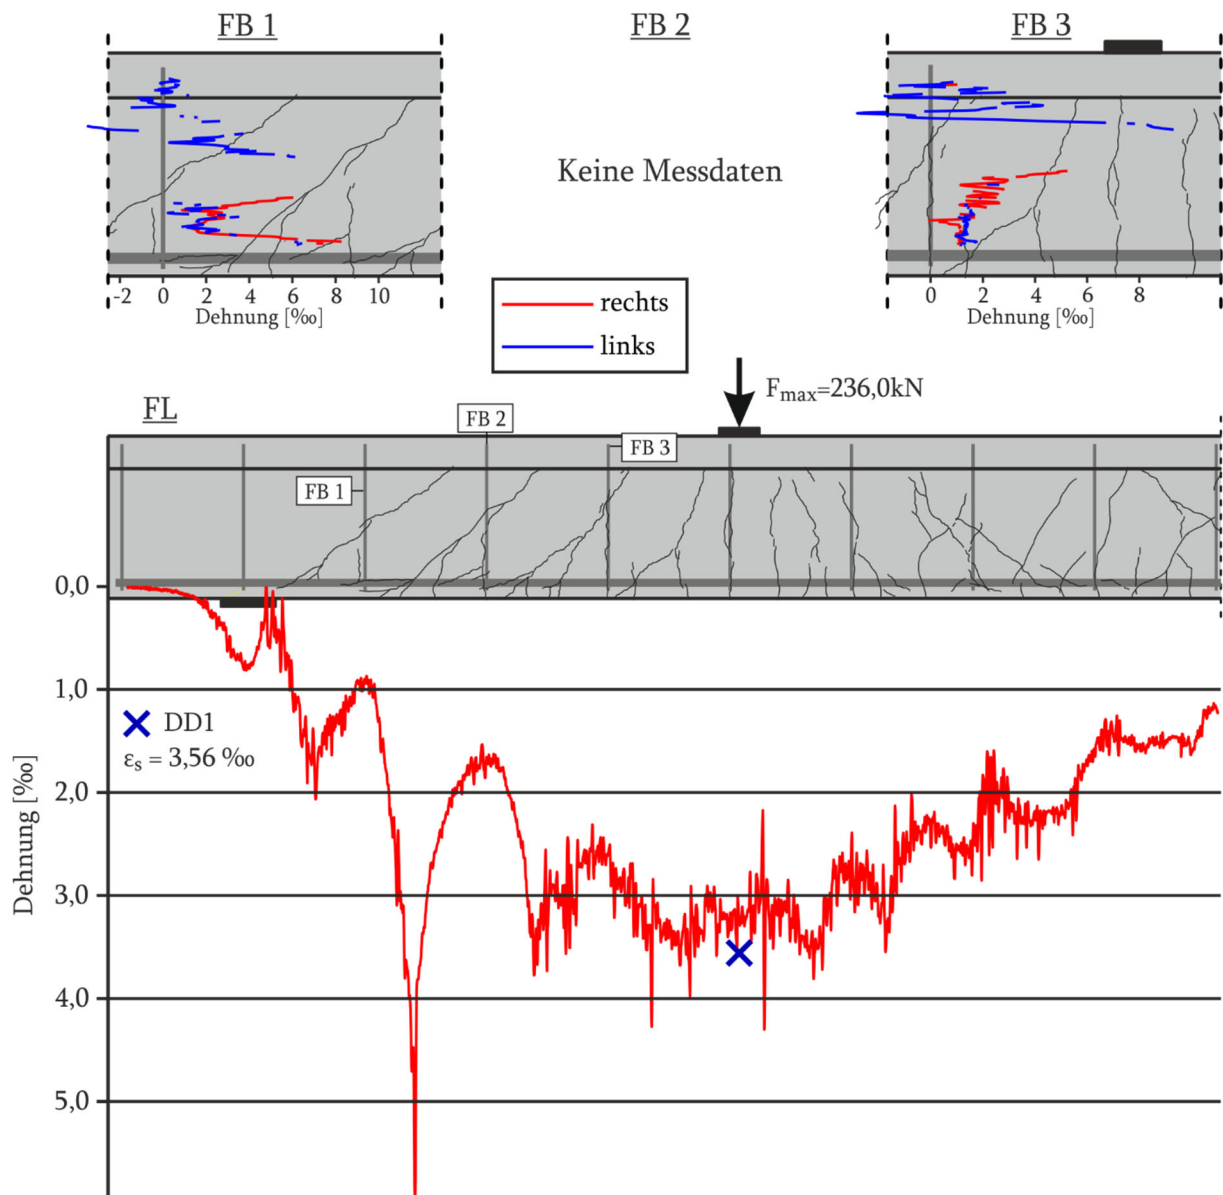 FB 1
FB 2
FB 3
Keine Messdaten
-2 0 2 4 6 8 10
Dehnung [‰]
0 2 4 6 8
Dehnung [‰]
rechts
links
FL
Fmax=236,0kN
FB 2
FB 3
FB 1
0,0
1,0
DD1
εs = 3,56 ‰
2,0
3,0
4,0
5,0
Dehnung [‰]